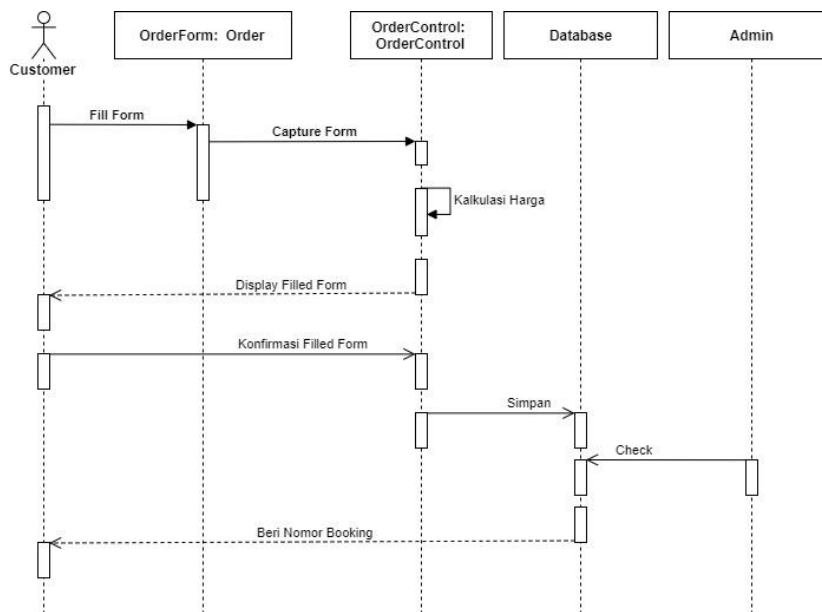 Customer
OrderForm: Order
OrderControl:
OrderControl
Database
Admin
Fill Form
Capture Form
Kalkulasi Harga
Display Filled Form
Konfirmasi Filled Form
Simpan
Check
Beri Nomor Booking